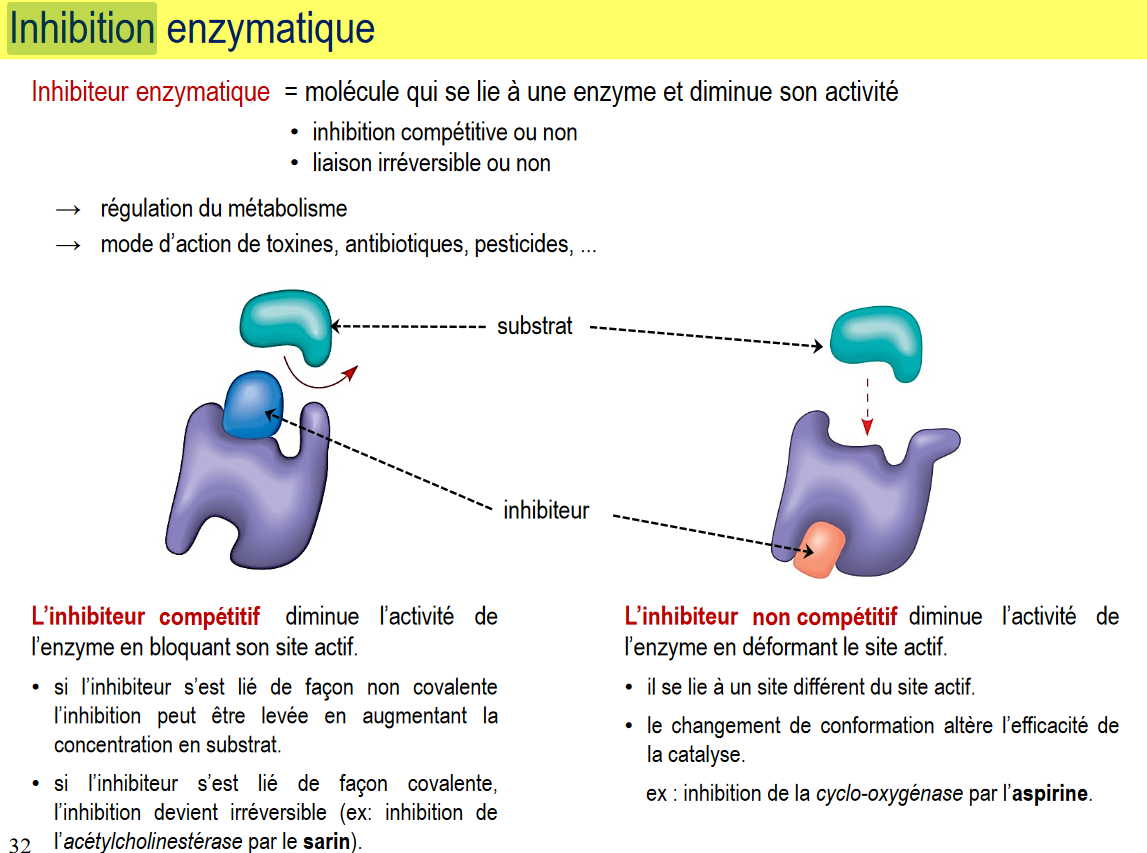 Inhibition enzymatique
Inhibiteur enzymatique = molécule qui se lie à une enzyme et diminue son activité
• inhibition compétitive ou non
• liaison irréversible ou non
→ régulation du métabolisme
→ mode d’action de toxines, antibiotiques, pesticides, ...
substrat
inhibiteur
L’inhibiteur compétitif diminue l’activité de
l’enzyme en bloquant son site actif.
• si l’inhibiteur s’est lié de façon non covalente
l’inhibition peut être levée en augmentant la
concentration en substrat.
• si l’inhibiteur s’est lié de façon covalente,
l’inhibition devient irréversible (ex: inhibition de
l’acétylcholinestérase par le sarin).
L’inhibiteur non compétitif diminue l’activité de
l’enzyme en déformant le site actif.
• il se lie à un site différent du site actif.
• le changement de conformation altère l’efficacité de
la catalyse.
ex : inhibition de la cyclo-oxygénase par l’aspirine.
32